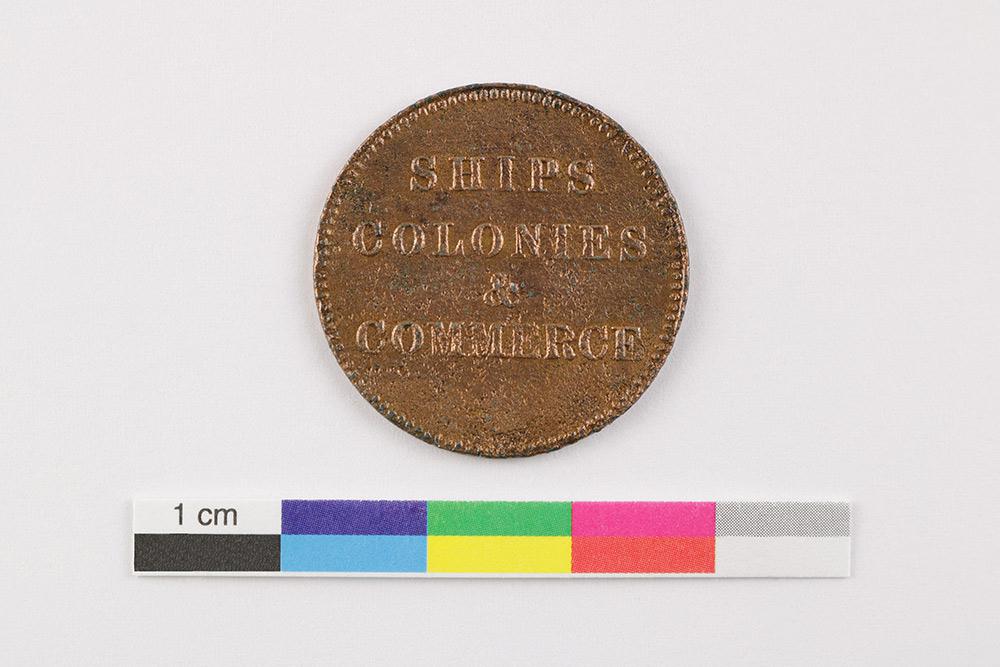 SHIPS
COLONIES
&
COMMERCE
1 cm